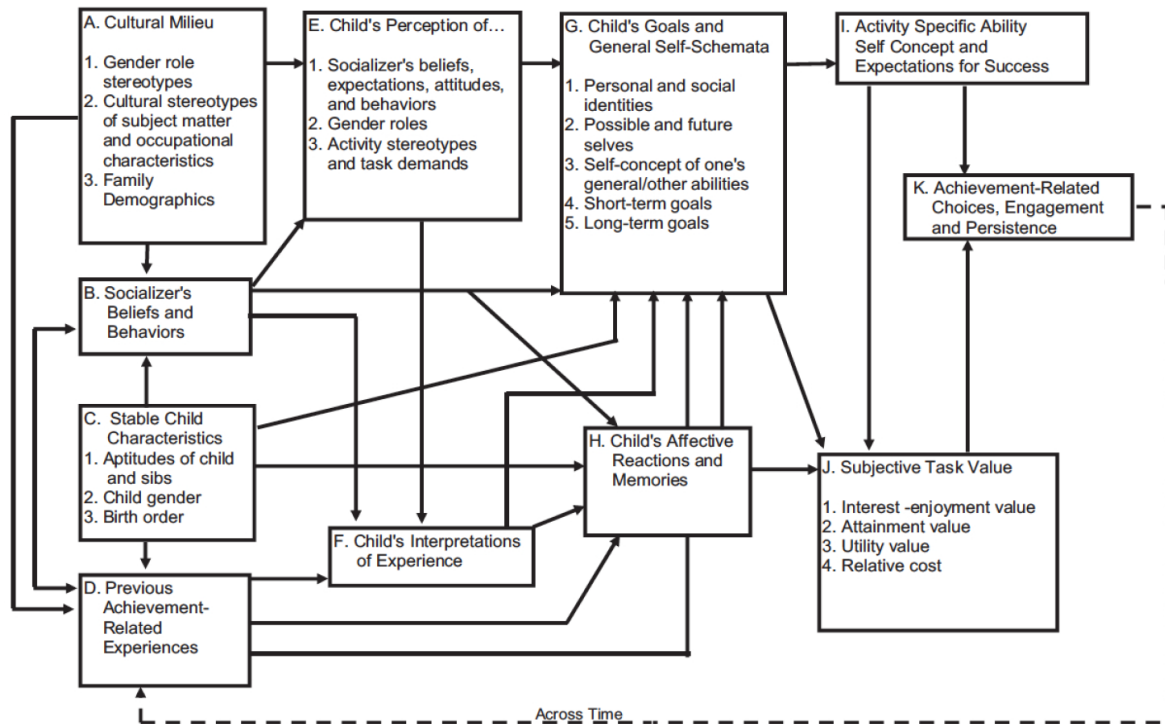 A. Cultural Milieu
1. Gender role
stereotypes
2. Cultural stereotypes
of subject matter
and occupational
characteristics
3. Family
Demographics
E. Child's Perception of…
1. Socializer's beliefs,
expectations, attitudes,
and behaviors
2. Gender roles
3. Activity stereotypes
and task demands
G. Child's Goals and
General Self-Schemata
1. Personal and social
identities
2. Possible and future
selves
3. Self-concept of one's
general/other abilities
4. Short-term goals
5. Long-term goals
I. Activity Specific Ability
Self Concept and
Expectations for Success
K. Achievement-Related
Choices, Engagement
and Persistence
B. Socializer's
Beliefs and
Behaviors
C. Stable Child
Characteristics
1. Aptitudes of child
and sibs
2. Child gender
3. Birth order
H. Child's Affective
Reactions and
Memories
J. Subjective Task Value
1. Interest -enjoyment value
2. Attainment value
3. Utility value
4. Relative cost
F. Child's Interpretations
of Experience
D. Previous
Achievement-
Related
Experiences
Across Time